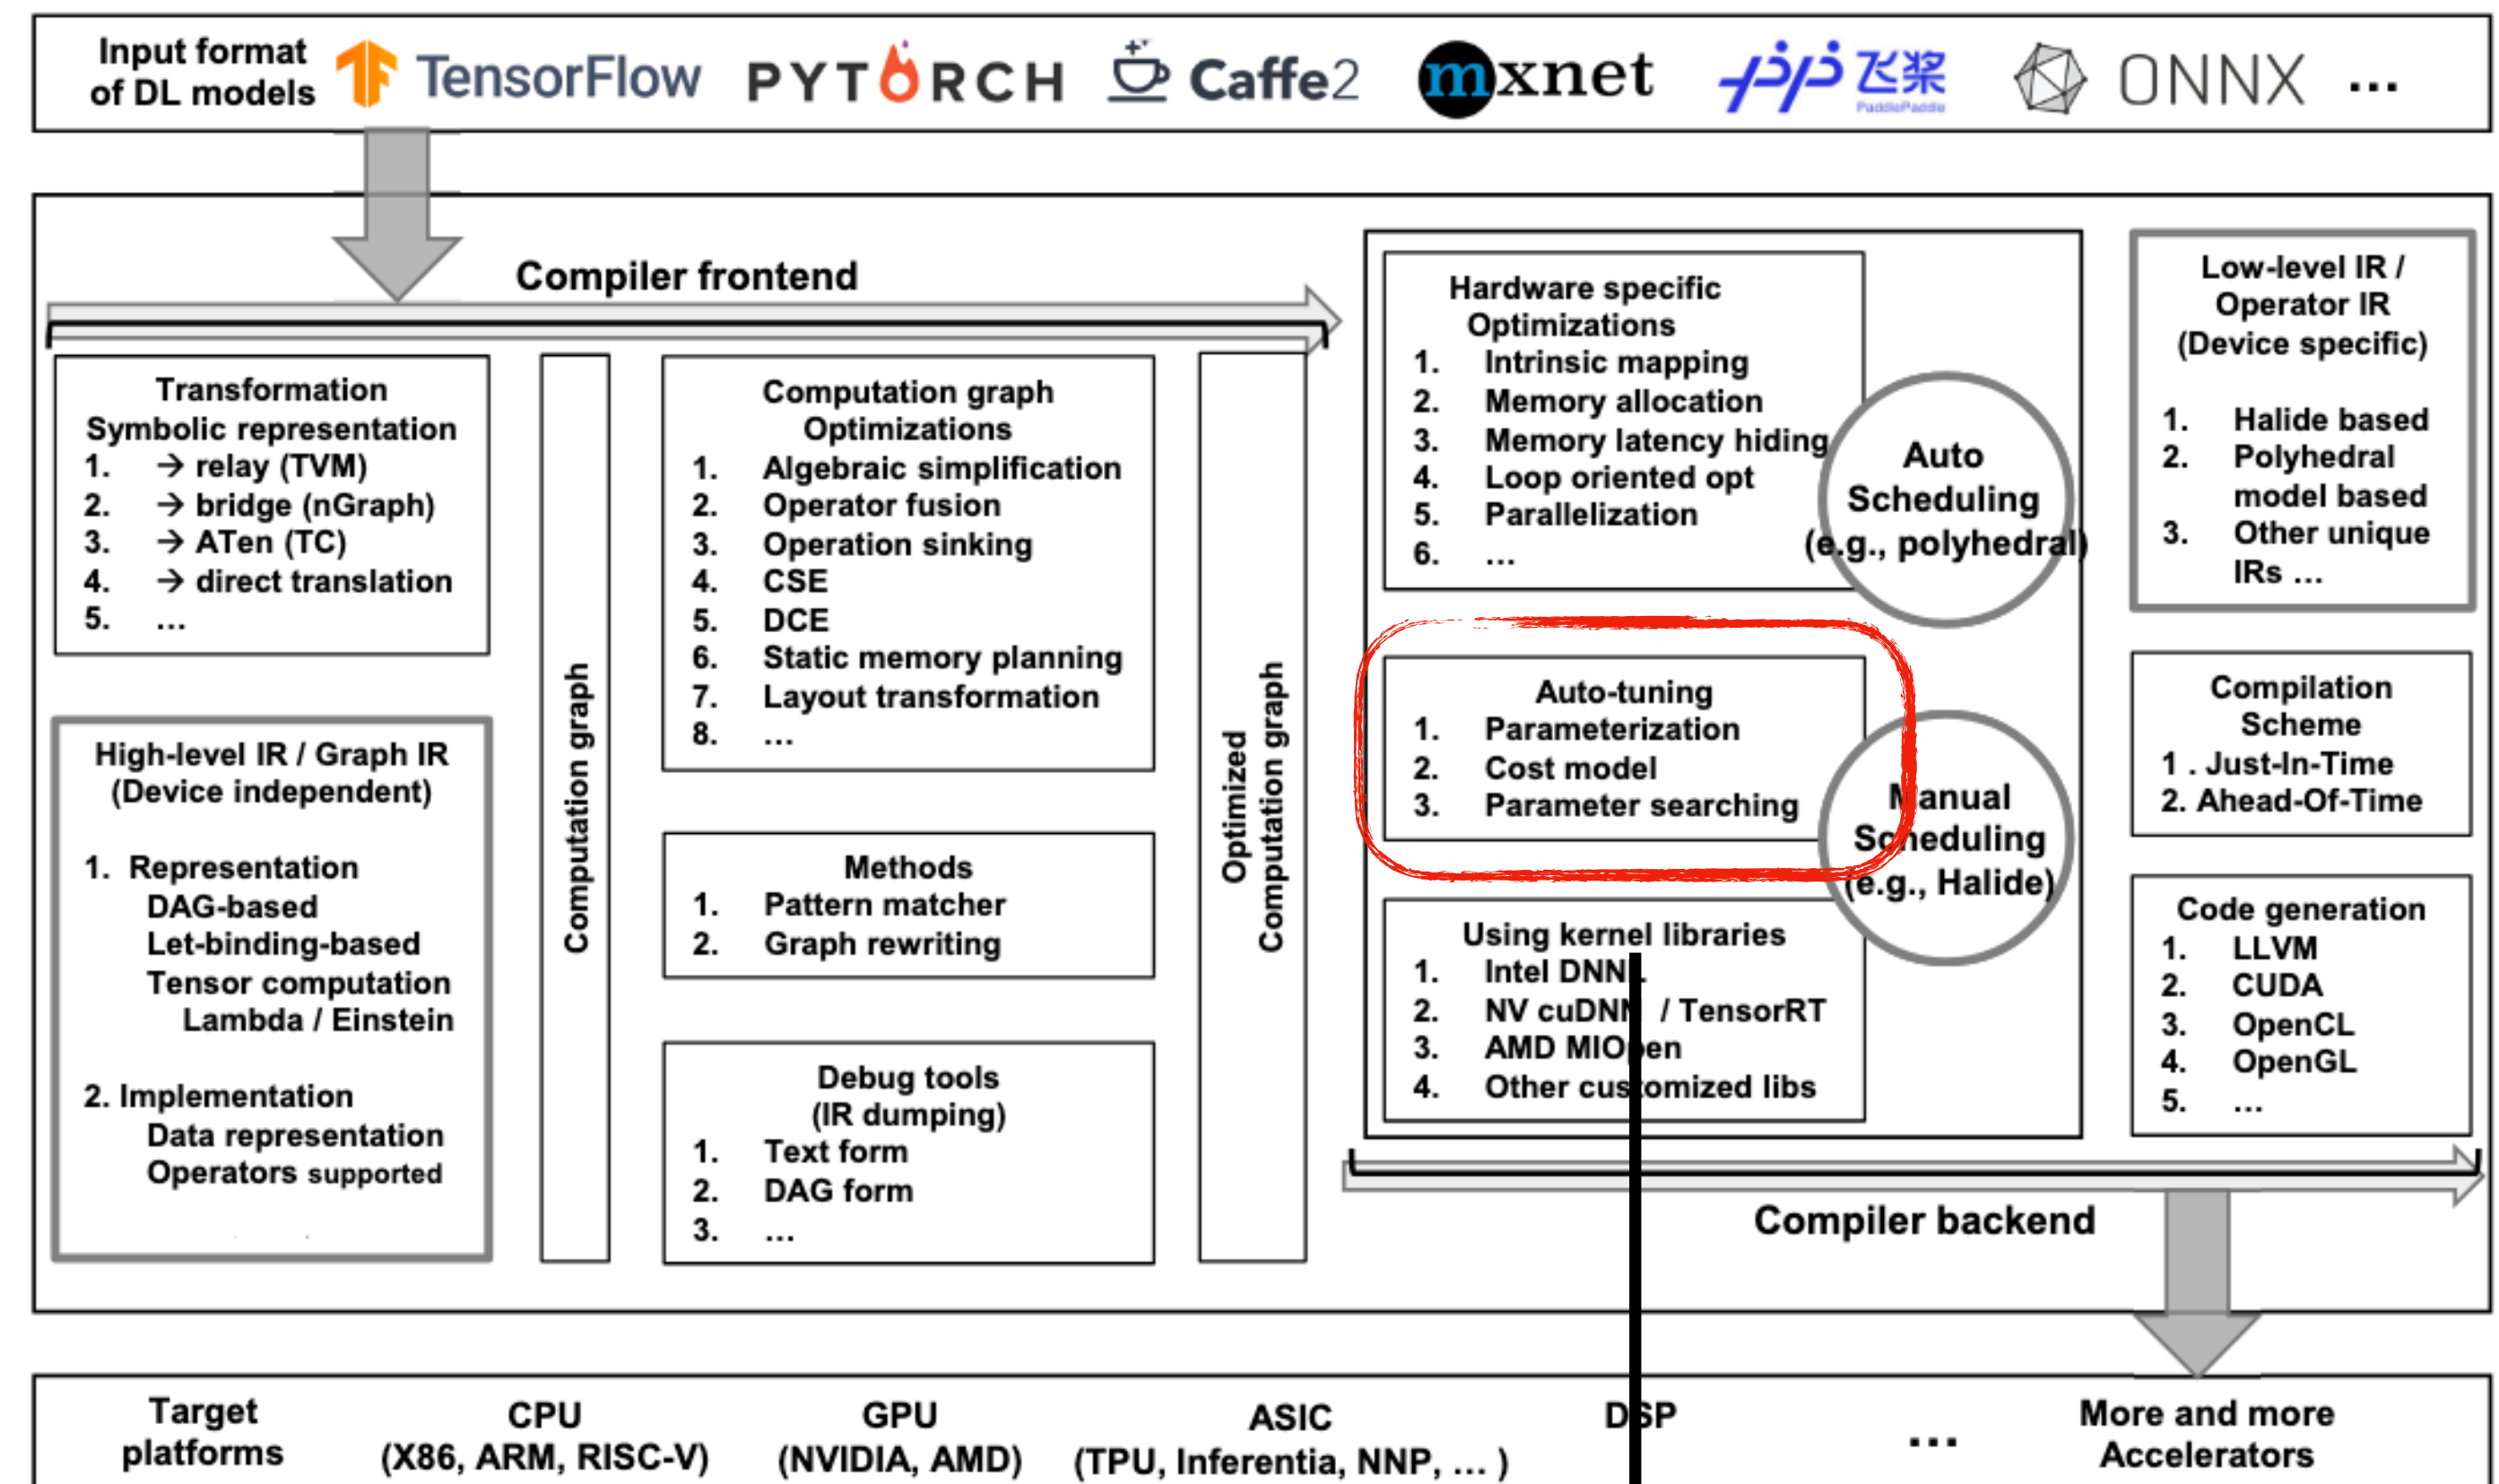 Input format
of DL models
TensorFlow
PYTORCH
Caffe2
mxnet
飞桨
PaddlePaddle
ONNX
...
Compiler frontend
Transformation
Symbolic representation
1. → relay (TVM)
2. → bridge (nGraph)
3. → ATen (TC)
4. → direct translation
5. ...
High-level IR / Graph IR
(Device independent)
1. Representation
DAG-based
Let-binding-based
Tensor computation
Lambda / Einstein
2. Implementation
Data representation
Operators supported
Computation graph
Computation graph
Optimizations
1. Algebraic simplification
2. Operator fusion
3. Operation sinking
4. CSE
5. DCE
6. Static memory planning
7. Layout transformation
8. ...
Methods
1. Pattern matcher
2. Graph rewriting
Debug tools
(IR dumping)
1. Text form
2. DAG form
3. ...
Optimized
Computation graph
Hardware specific
Optimizations
1. Intrinsic mapping
2. Memory allocation
3. Memory latency hiding
4. Loop oriented opt
5. Parallelization
6. ...
Auto
Scheduling
(e.g., polyhedral)
Auto-tuning
1. Parameterization
2. Cost model
3. Parameter searching
Manual
Scheduling
(e.g., Halide)
Using kernel libraries
1. Intel DNNL
2. NV cuDNN / TensorRT
3. AMD MIOpen
4. Other customized libs
Low-level IR /
Operator IR
(Device specific)
1. Halide based
2. Polyhedral
model based
3. Other unique
IRs ...
Compilation
Scheme
1 . Just-In-Time
2. Ahead-Of-Time
Code generation
1. LLVM
2. CUDA
3. OpenCL
4. OpenGL
5. ...
Compiler backend
Target
platforms
CPU
(X86, ARM, RISC-V)
GPU
(NVIDIA, AMD)
ASIC
(TPU, Inferentia, NNP, ... )
DSP
...
More and more
Accelerators